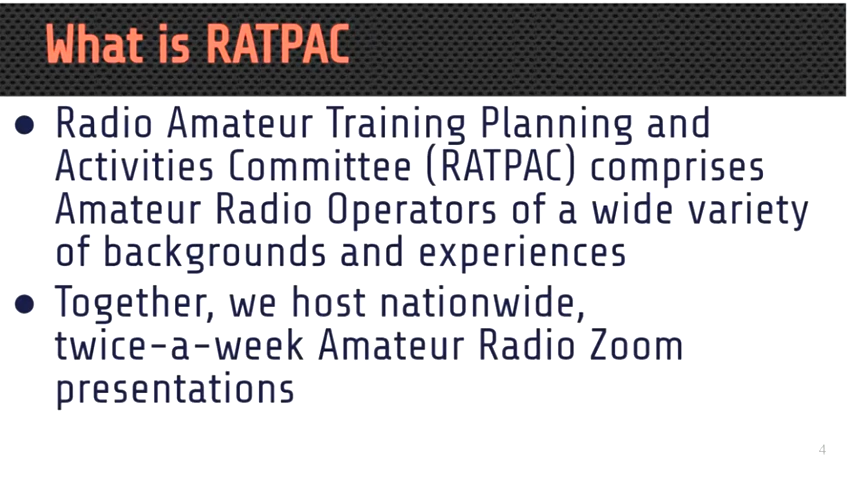 What is RATPAC
● Radio Amateur Training Planning and
Activities Committee (RATPAC) comprises
Amateur Radio Operators of a wide variety
of backgrounds and experiences
● Together, we host nationwide,
twice-a-week Amateur Radio Zoom
presentations
4